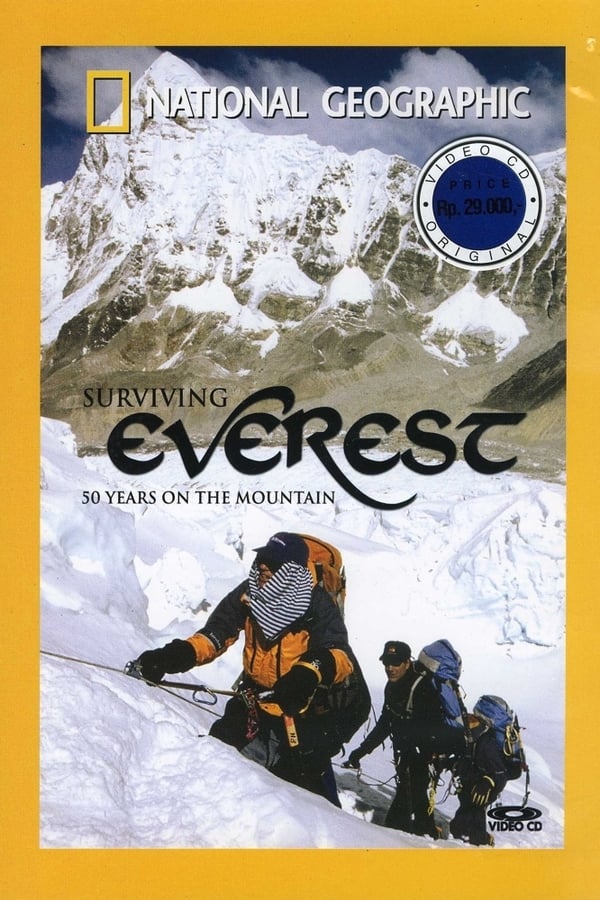 NATIONAL GEOGRAPHIC
VIDEO CD
PRICE
Rp. 29.000,-
ORIGINAL
SURVIVING
EVEREST
50 YEARS ON THE MOUNTAIN
VIDEO CD